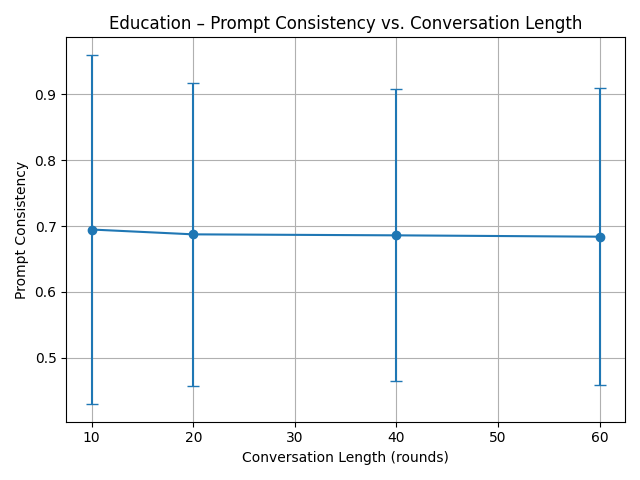 Education – Prompt Consistency vs. Conversation Length
Prompt Consistency
0.9
0.8
0.7
0.6
0.5
10 20 30 40 50 60
Conversation Length (rounds)